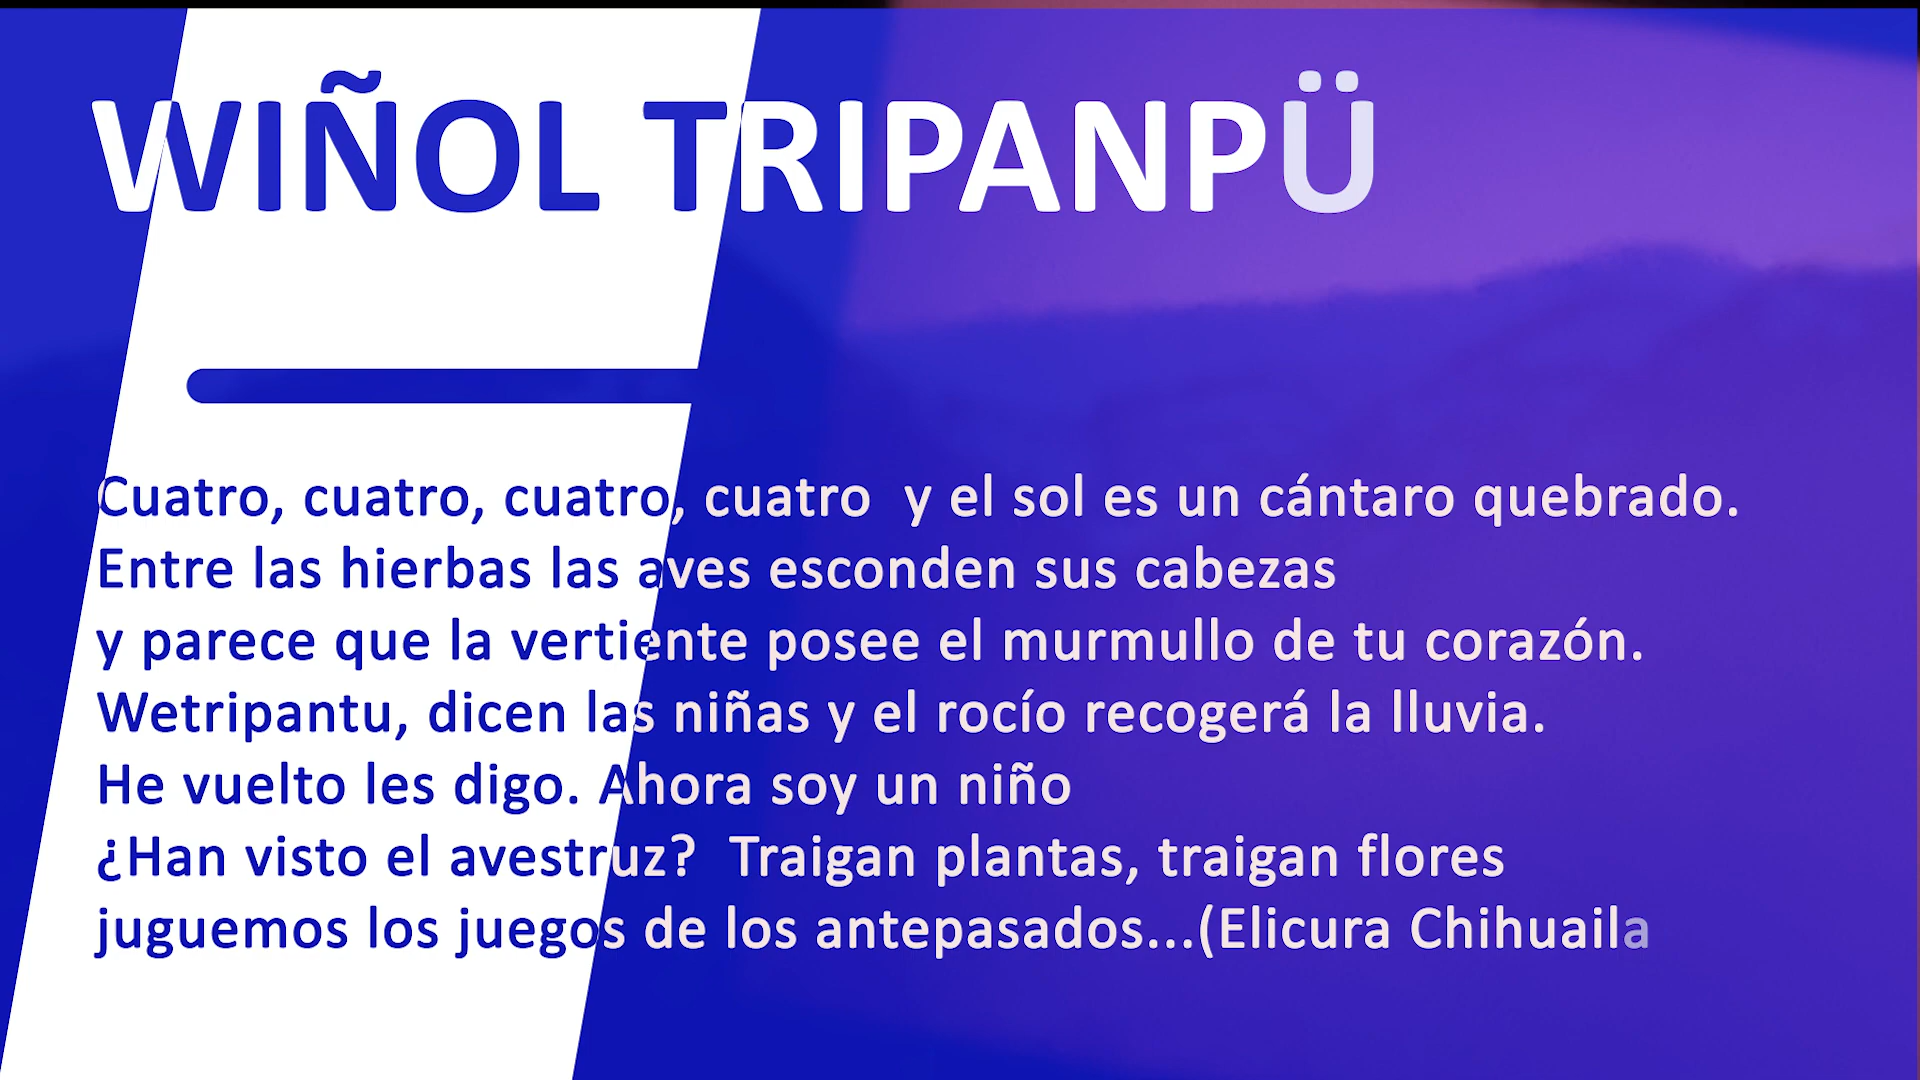 WIÑOL TRIPANPÜ
Cuatro, cuatro, cuatro, cuatro  y el sol es un cántaro quebrado.
Entre las hierbas las aves esconden sus cabezas
y parece que la vertiente posee el murmullo de tu corazón.
Wetripantu, dicen las niñas y el rocío recogerá la lluvia.
He vuelto les digo. Ahora soy un niño
¿Han visto el avestruz?  Traigan plantas, traigan flores
juguemos los juegos de los antepasados...(Elicura Chihuaila